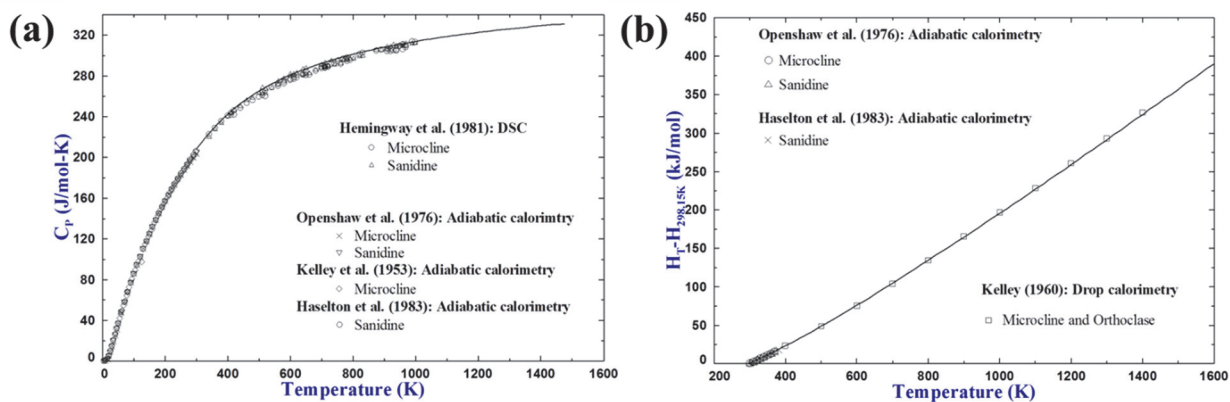 (a)
320
280
240
200
160
120
80
40
0
C_P (J/mol-K)
Hemingway et al. (1981): DSC
Microcline
Sanidine
Openshaw et al. (1976): Adiabatic calorimtry
Microcline
Sanidine
Kelley et al. (1953): Adiabatic calorimetry
Microcline
Haselton et al. (1983): Adiabatic calorimetry
Sanidine
0 200 400 600 800 1000 1200 1400 1600
Temperature (K)
(b)
450
400
350
300
250
200
150
100
50
0
H_T-H_298.15K (kJ/mol)
Openshaw et al. (1976): Adiabatic calorimetry
Microcline
Sanidine
Haselton et al. (1983): Adiabatic calorimetry
Sanidine
Kelley (1960): Drop calorimetry
Microcline and Orthoclase
200 400 600 800 1000 1200 1400 1600
Temperature (K)